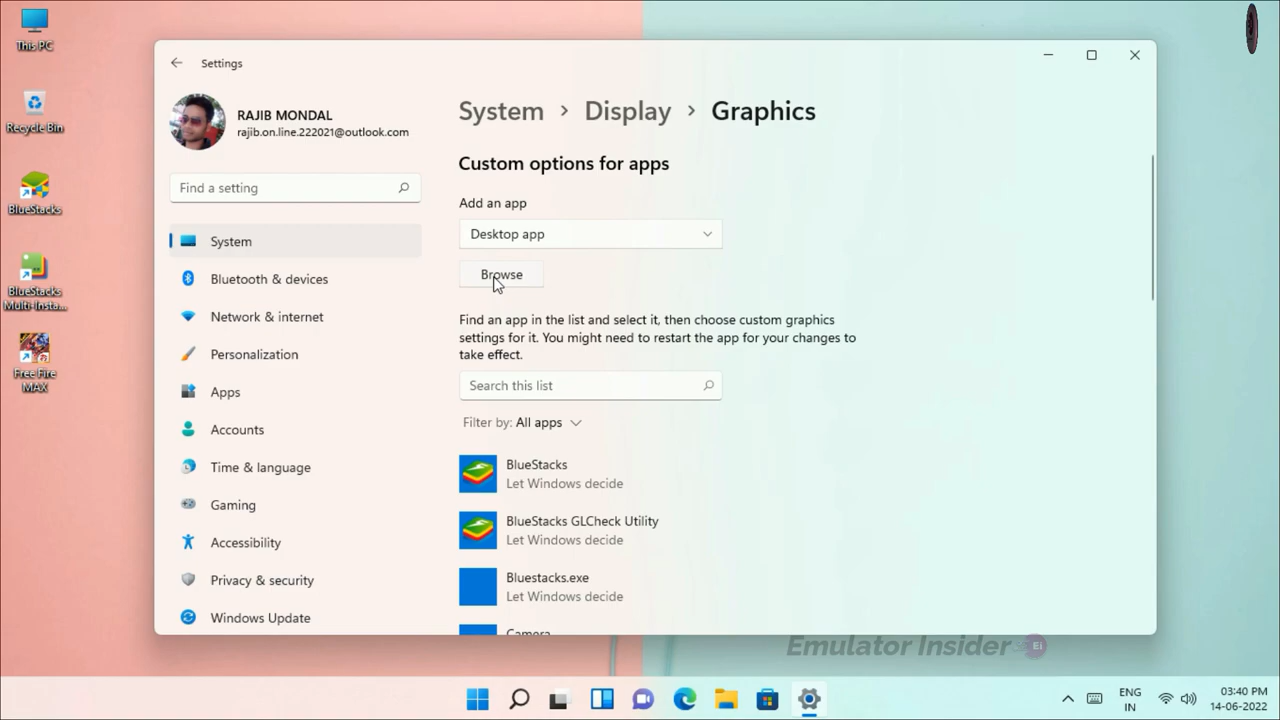 This PC
Recycle Bin
BlueStacks
BlueStacks
Multi-Insta...
Free Fire
MAX
Settings
RAJIB MONDAL
rajib.on.line.222021@outlook.com
Find a setting
System
Bluetooth & devices
Network & internet
Personalization
Apps
Accounts
Time & language
Gaming
Accessibility
Privacy & security
Windows Update
System > Display > Graphics
Custom options for apps
Add an app
Desktop app
Browse
Find an app in the list and select it, then choose custom graphics
settings for it. You might need to restart the app for your changes to
take effect.
Search this list
Filter by: All apps
BlueStacks
Let Windows decide
BlueStacks GLCheck Utility
Let Windows decide
Bluestacks.exe
Let Windows decide
Camera
Emulator Insider
Ei
ENG
IN
03:40 PM
14-06-2022